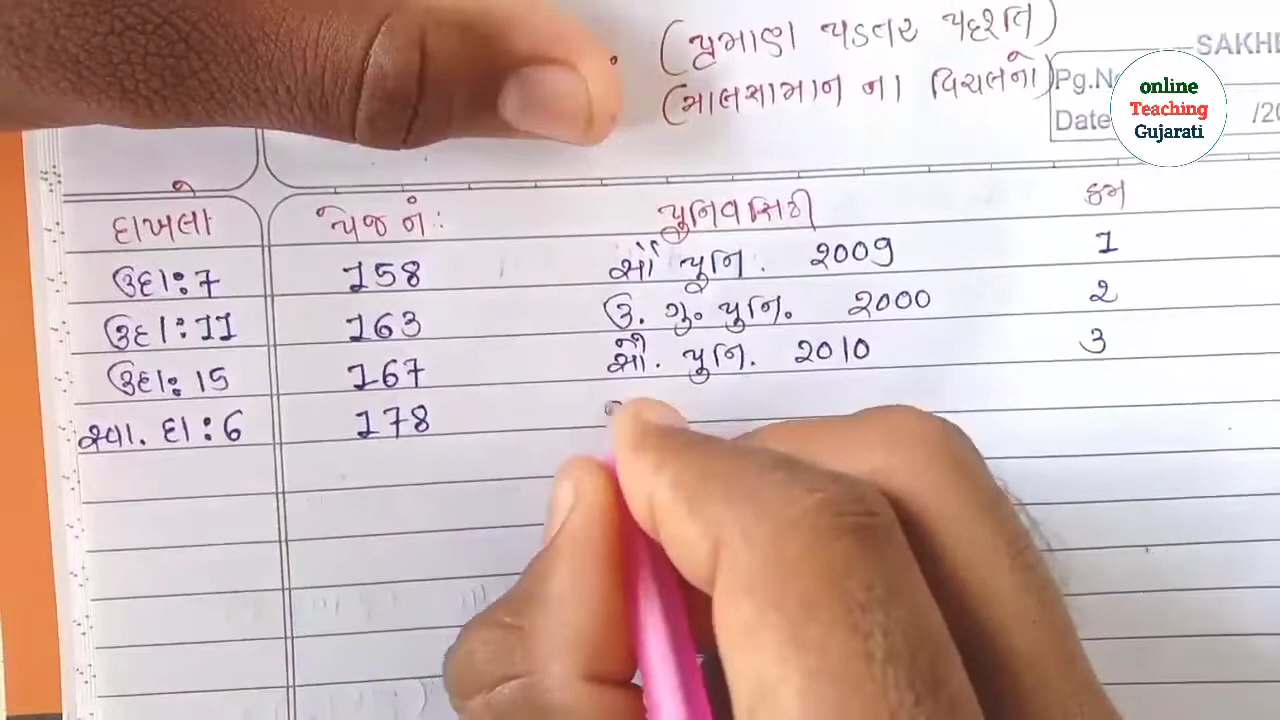 (પ્રમાણ પડતર પદ્ધતિ)
(માલસામાન ના વિચલનો)
SAKHI
Pg.No
Date /20
online
Teaching
Gujarati
દાખલા પેજ નં: યુનિવર્સિટી ક્રમ
ઉદા:7 158 સૌ યુનિ. 2009 1
ઉદા:11 163 ઉ. ગુ. યુનિ. 2000 2
ઉદા: 15 167 સૌ. યુનિ. 2010 3
સ્વા. દા:6 178